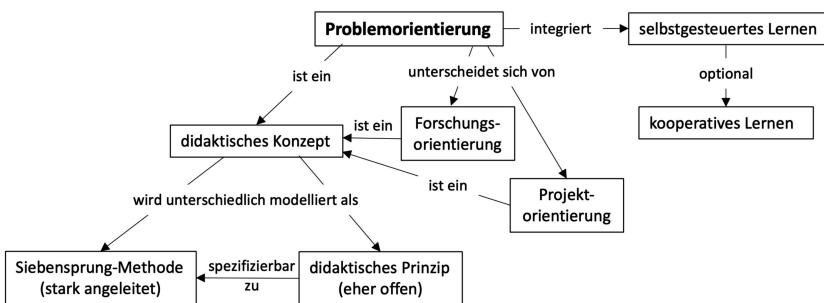 Problemorientierung
integriert
selbstgesteuertes Lernen
ist ein
unterscheidet sich von
optional
didaktisches Konzept
ist ein
Forschungs-
orientierung
kooperatives Lernen
ist ein
Projekt-
orientierung
wird unterschiedlich modelliert als
Siebensprung-Methode
(stark angeleitet)
spezifizierbar
zu
didaktisches Prinzip
(eher offen)